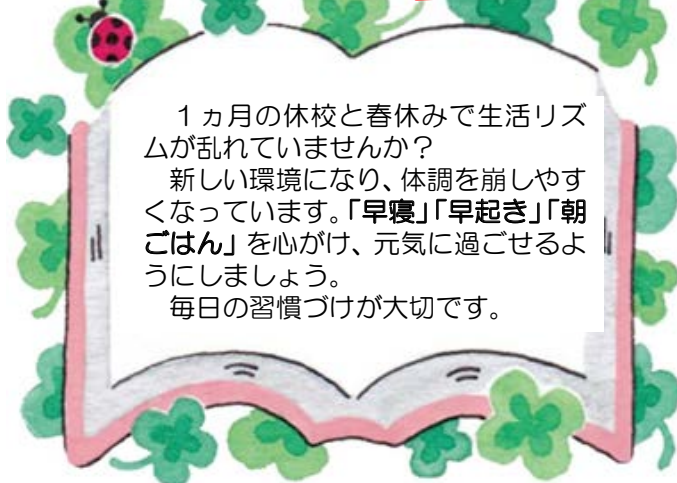 １ヵ月の休校と春休みで生活リズ
ムが乱れていませんか？
　新しい環境になり、体調を崩しやす
くなっています。「早寝」「早起き」「朝
ごはん」を心がけ、元気に過ごせるよ
うにしましょう。
　毎日の習慣づけが大切です。